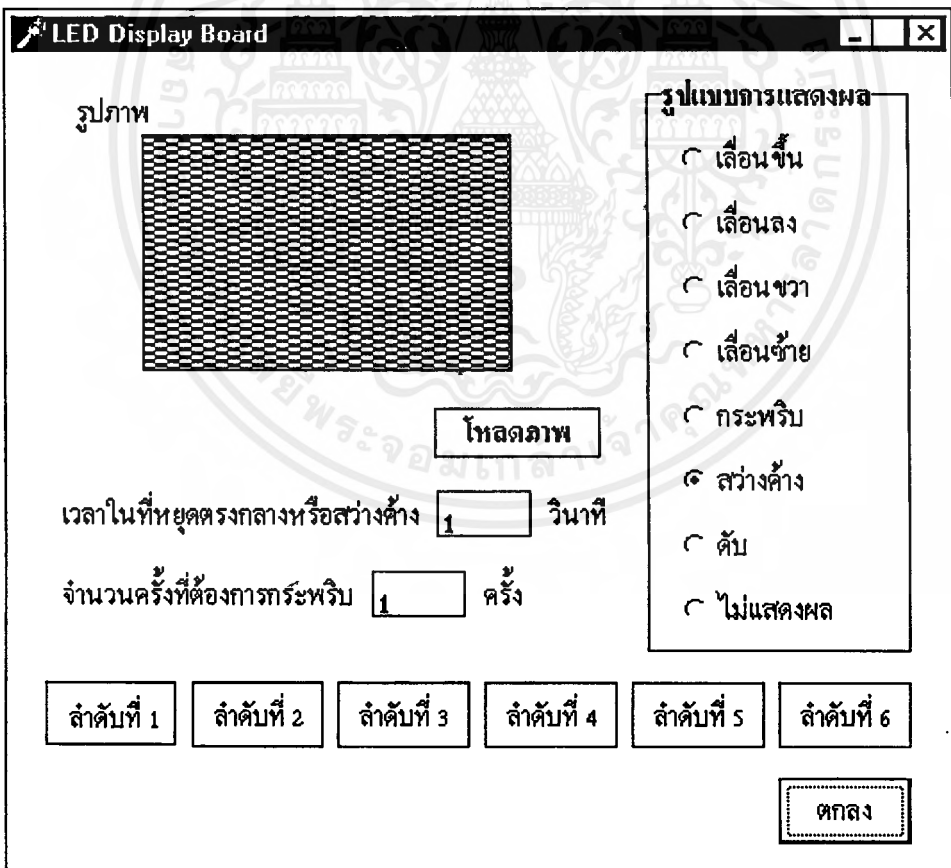 LED Display Board
รูปภาพ
รูปแบบการแสดงผล
เลื่อนขึ้น
เลื่อนลง
เลื่อนขวา
เลื่อนซ้าย
กระพริบ
สว่างค้าง
ดับ
ไม่แสดงผล
โหลดภาพ
เวลาในที่หยุดตรงกลางหรือสว่างค้าง 1 วินาที
จำนวนครั้งที่ต้องการกระพริบ 1 ครั้ง
ลำดับที่ 1 ลำดับที่ 2 ลำดับที่ 3 ลำดับที่ 4 ลำดับที่ 5 ลำดับที่ 6
ตกลง